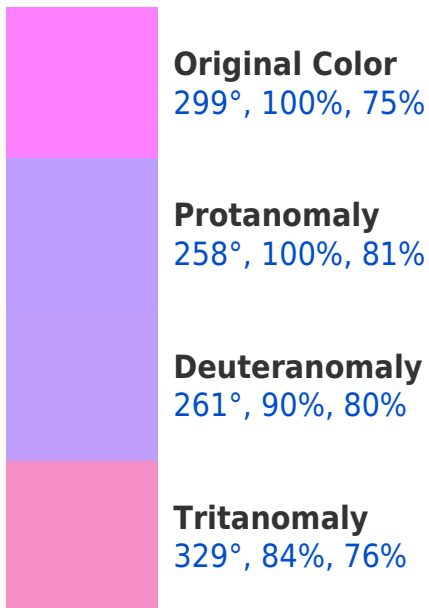 Original Color
299°, 100%, 75%
Protanomaly
258°, 100%, 81%
Deuteranomaly
261°, 90%, 80%
Tritanomaly
329°, 84%, 76%